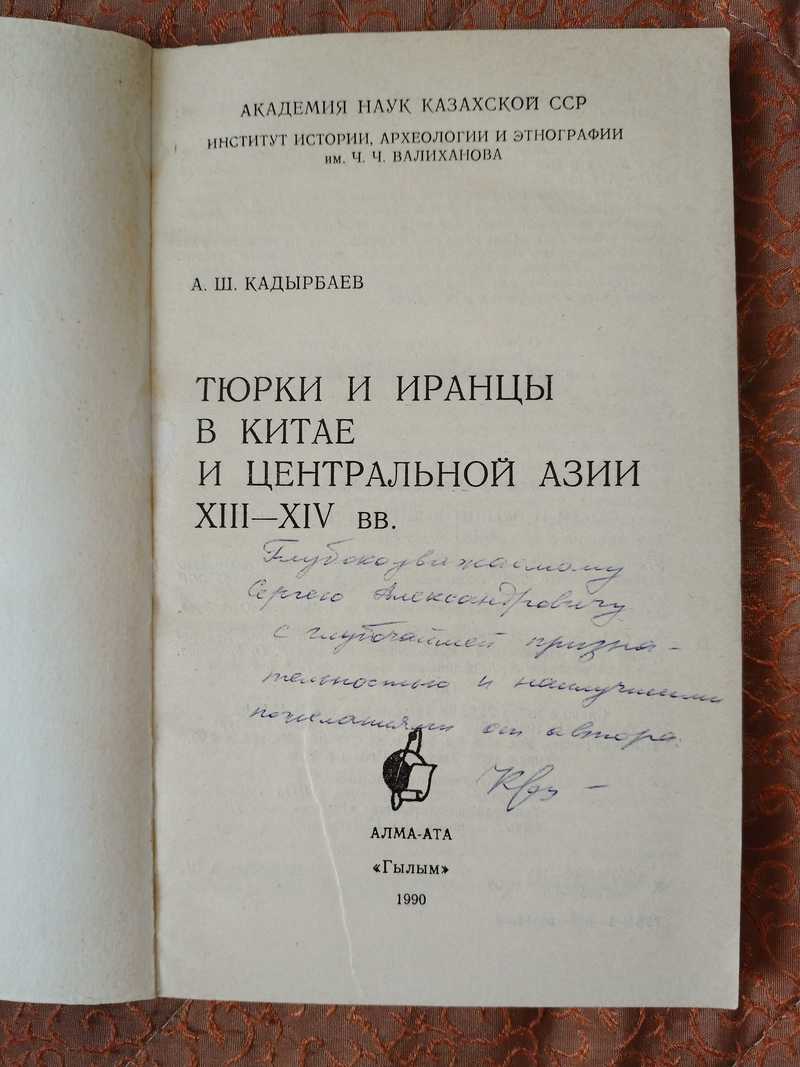 АКАДЕМИЯ НАУК КАЗАХСКОЙ ССР
ИНСТИТУТ ИСТОРИИ, АРХЕОЛОГИИ И ЭТНОГРАФИИ
им. Ч. Ч. ВАЛИХАНОВА
А. Ш. КАДЫРБАЕВ
ТЮРКИ И ИРАНЦЫ
В КИТАЕ
И ЦЕНТРАЛЬНОЙ АЗИИ
XIII—XIV вв.
Глубокоуважаемому
Сергею Александровичу
с глубочайшей призна-
тельностью и наилучшими
пожеланиями от автора.
АЛМА-АТА
«Гылым»
1990